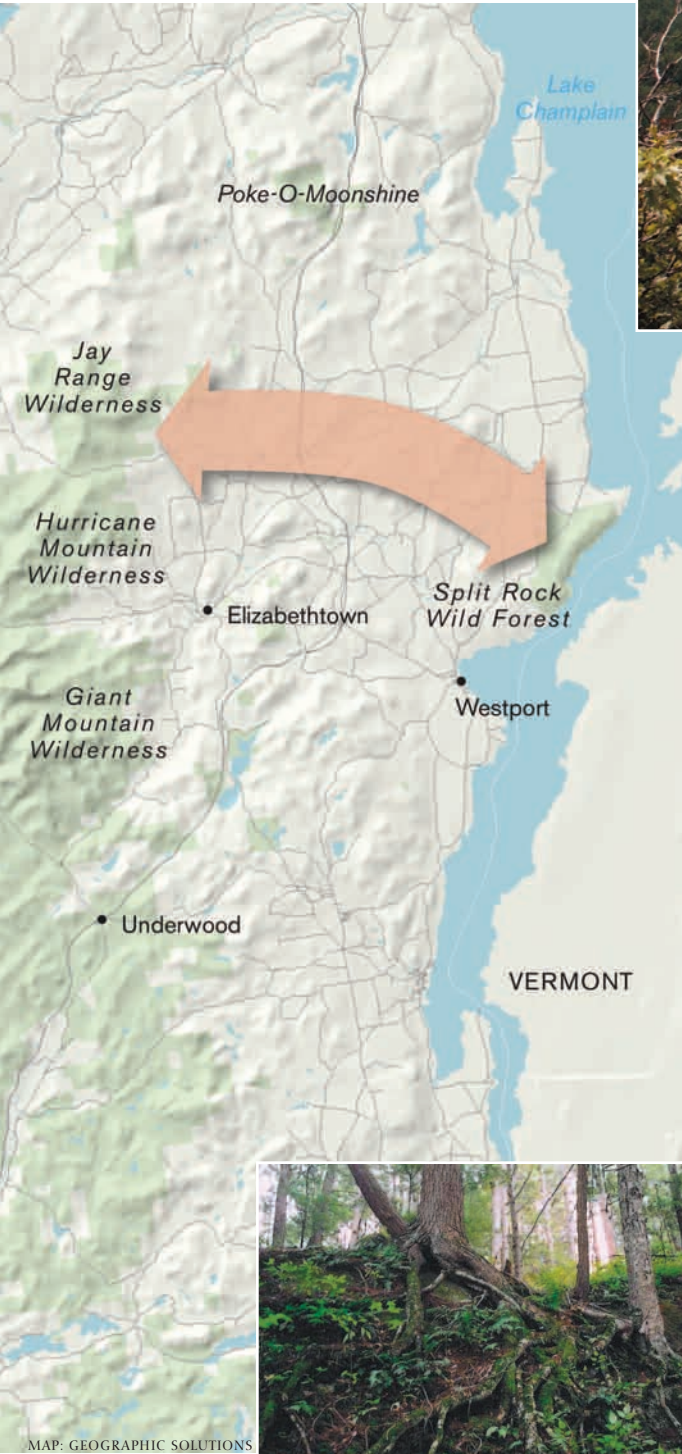 Lake
Champlain
Poke-O-Moonshine
Jay
Range
Wilderness
Hurricane
Mountain
Wilderness
Elizabethtown
Split Rock
Wild Forest
Westport
Giant
Mountain
Wilderness
Underwood
VERMONT
MAP: GEOGRAPHIC SOLUTIONS